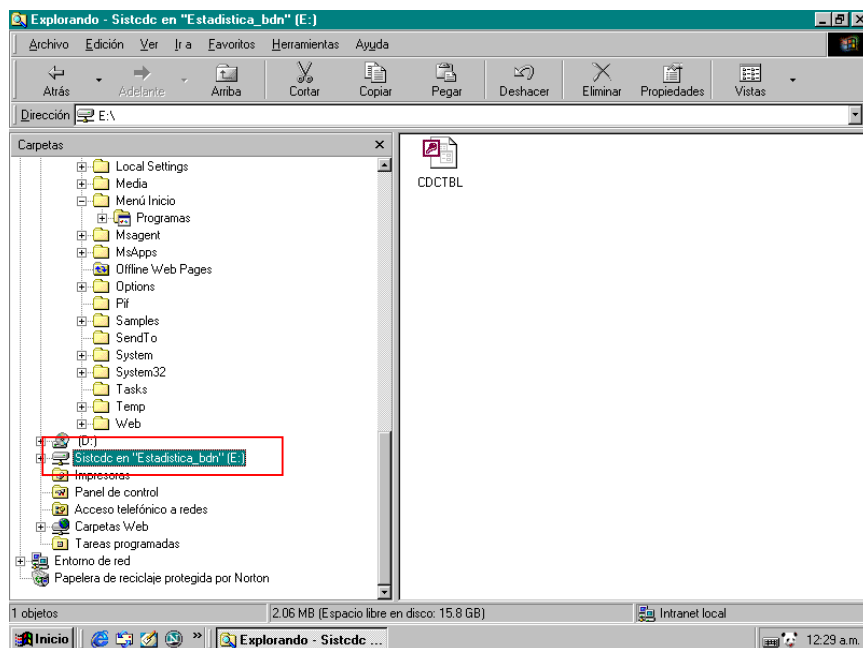 Explorando - Sistcdc en "Estadistica_bdn" (E:)
Archivo Edición Ver Ir a Favoritos Herramientas Ayuda
Atrás Adelante Arriba Cortar Copiar Pegar Deshacer Eliminar Propiedades Vistas
Dirección E:\
Carpetas
CDCTBL
Local Settings
Media
Menú Inicio
Programas
Msagent
MsApps
Offline Web Pages
Options
Pif
Samples
SendTo
System
System32
Tasks
Temp
Web
(D:)
Sistcdc en "Estadistica_bdn" (E:)
Impresoras
Panel de control
Acceso telefónico a redes
Carpetas Web
Tareas programadas
Entorno de red
Papelera de reciclaje protegida por Norton
1 objetos 2.06 MB (Espacio libre en disco: 15.8 GB) Intranet local
Inicio » Explorando - Sistcdc ... 12:29 a.m.